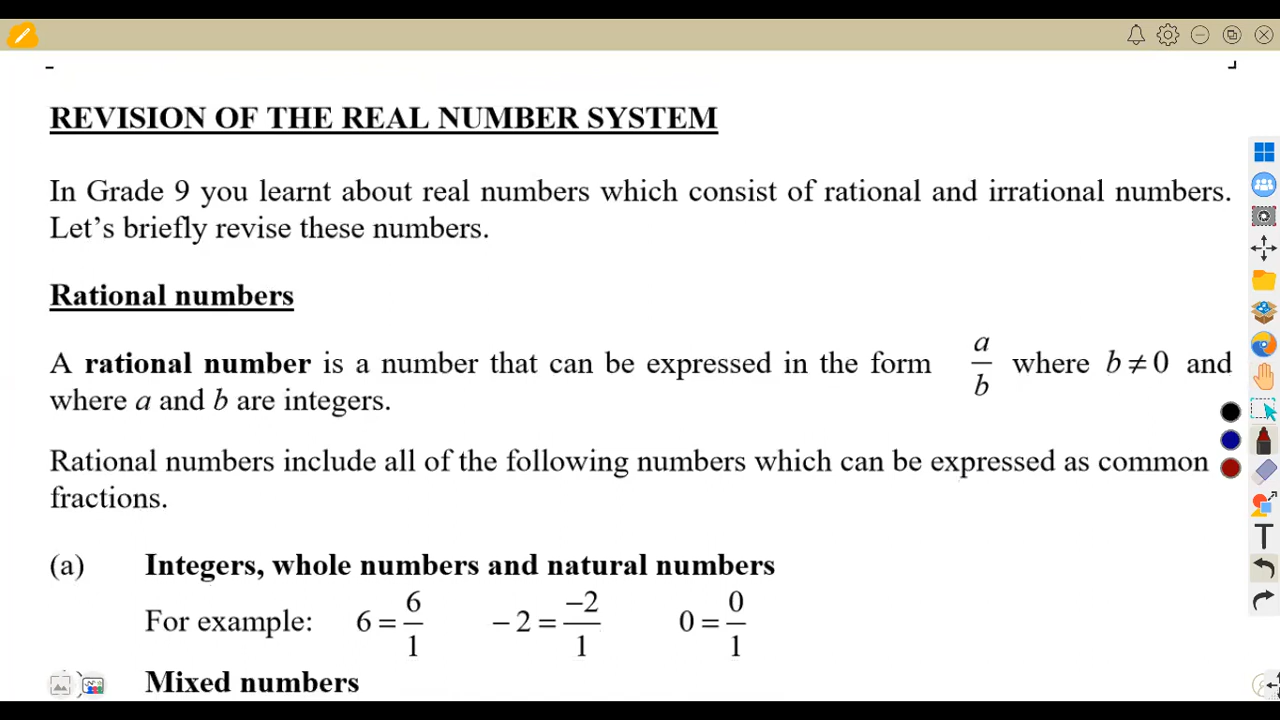 REVISION OF THE REAL NUMBER SYSTEM
In Grade 9 you learnt about real numbers which consist of rational and irrational numbers.
Let's briefly revise these numbers.
Rational numbers
A rational number is a number that can be expressed in the form a/b where b ≠ 0 and
where a and b are integers.
Rational numbers include all of the following numbers which can be expressed as common
fractions.
(a) Integers, whole numbers and natural numbers
For example: 6 = 6/1 −2 = −2/1 0 = 0/1
Mixed numbers